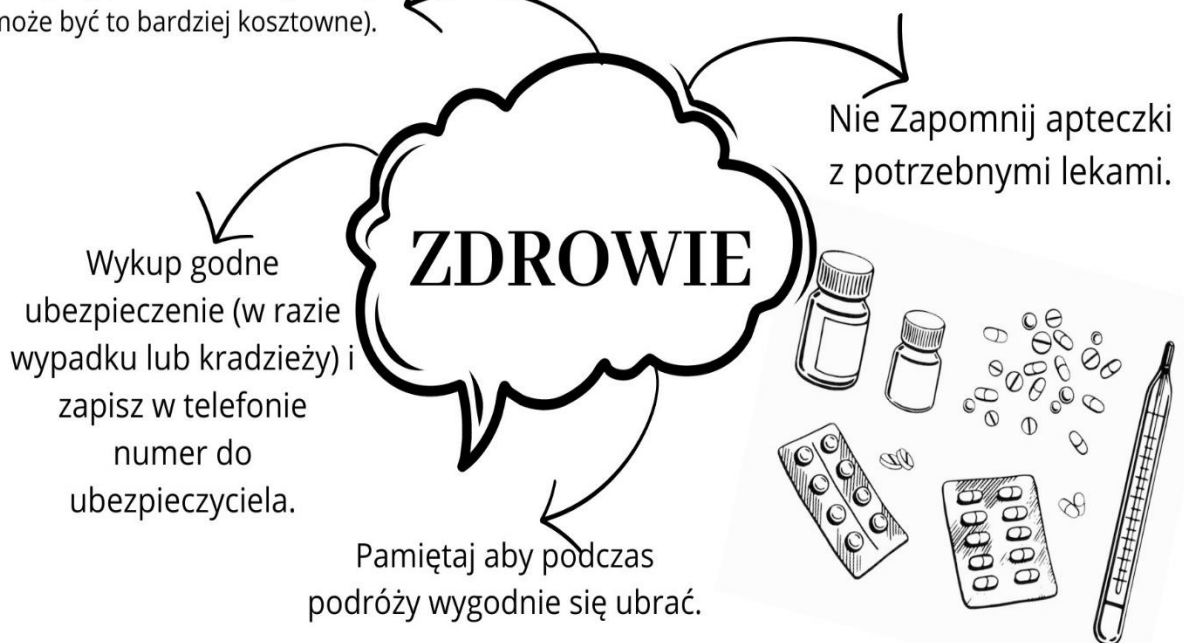 może być to bardziej kosztowne).
Nie Zapomnij apteczki
z potrzebnymi lekami.
ZDROWIE
Wykup godne
ubezpieczenie (w razie
wypadku lub kradzieży) i
zapisz w telefonie
numer do
ubezpieczyciela.
Pamiętaj aby podczas
podróży wygodnie się ubrać.